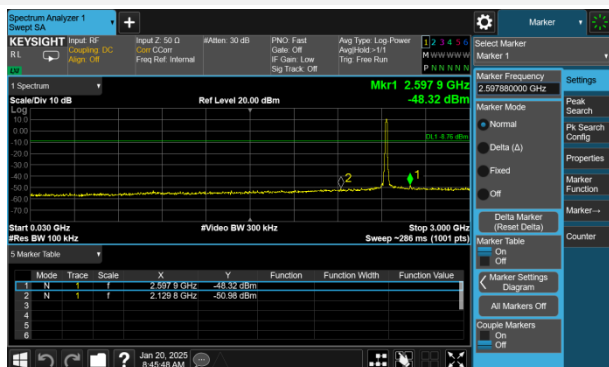 Spectrum Analyzer 1
Swept SA
Marker
KEYSIGHT Input: RF Input Z: 50 Ω #Atten: 30 dB PNO: Fast Avg Type: Log-Power 1 2 3 4 5 6
RL Coupling: DC Corr CCorr Gate: Off Avg|Hold:>1/1 M W W W W W
Align: Off Freq Ref: Internal IF Gain: Low Trig: Free Run P N N N N N
Sig Track: Off
Select Marker
Marker 1
1 Spectrum
Mkr1 2.597 9 GHz
Scale/Div 10 dB Ref Level 20.00 dBm -48.32 dBm
Log
10.0
0.00
-10.0
-20.0
-30.0
-40.0
-50.0
-60.0
-70.0
DL1 -8.76 dBm
2
1
Start 0.030 GHz #Video BW 300 kHz Stop 3.000 GHz
#Res BW 100 kHz Sweep ~286 ms (1001 pts)
5 Marker Table
Mode Trace Scale X Y Function Function Width Function Value
1 N 1 f 2.597 9 GHz -48.32 dBm
2 N 1 f 2.129 8 GHz -50.98 dBm
3
4
5
6
Jan 20, 2025
8:45:48 AM
Marker Frequency
2.597880000 GHz
Marker Mode
Normal
Delta (Δ)
Fixed
Off
Delta Marker
(Reset Delta)
Marker Table
On
Off
Marker Settings
Diagram
All Markers Off
Couple Markers
On
Off
Settings
Peak
Search
Pk Search
Config
Properties
Marker
Function
Marker→
Counter